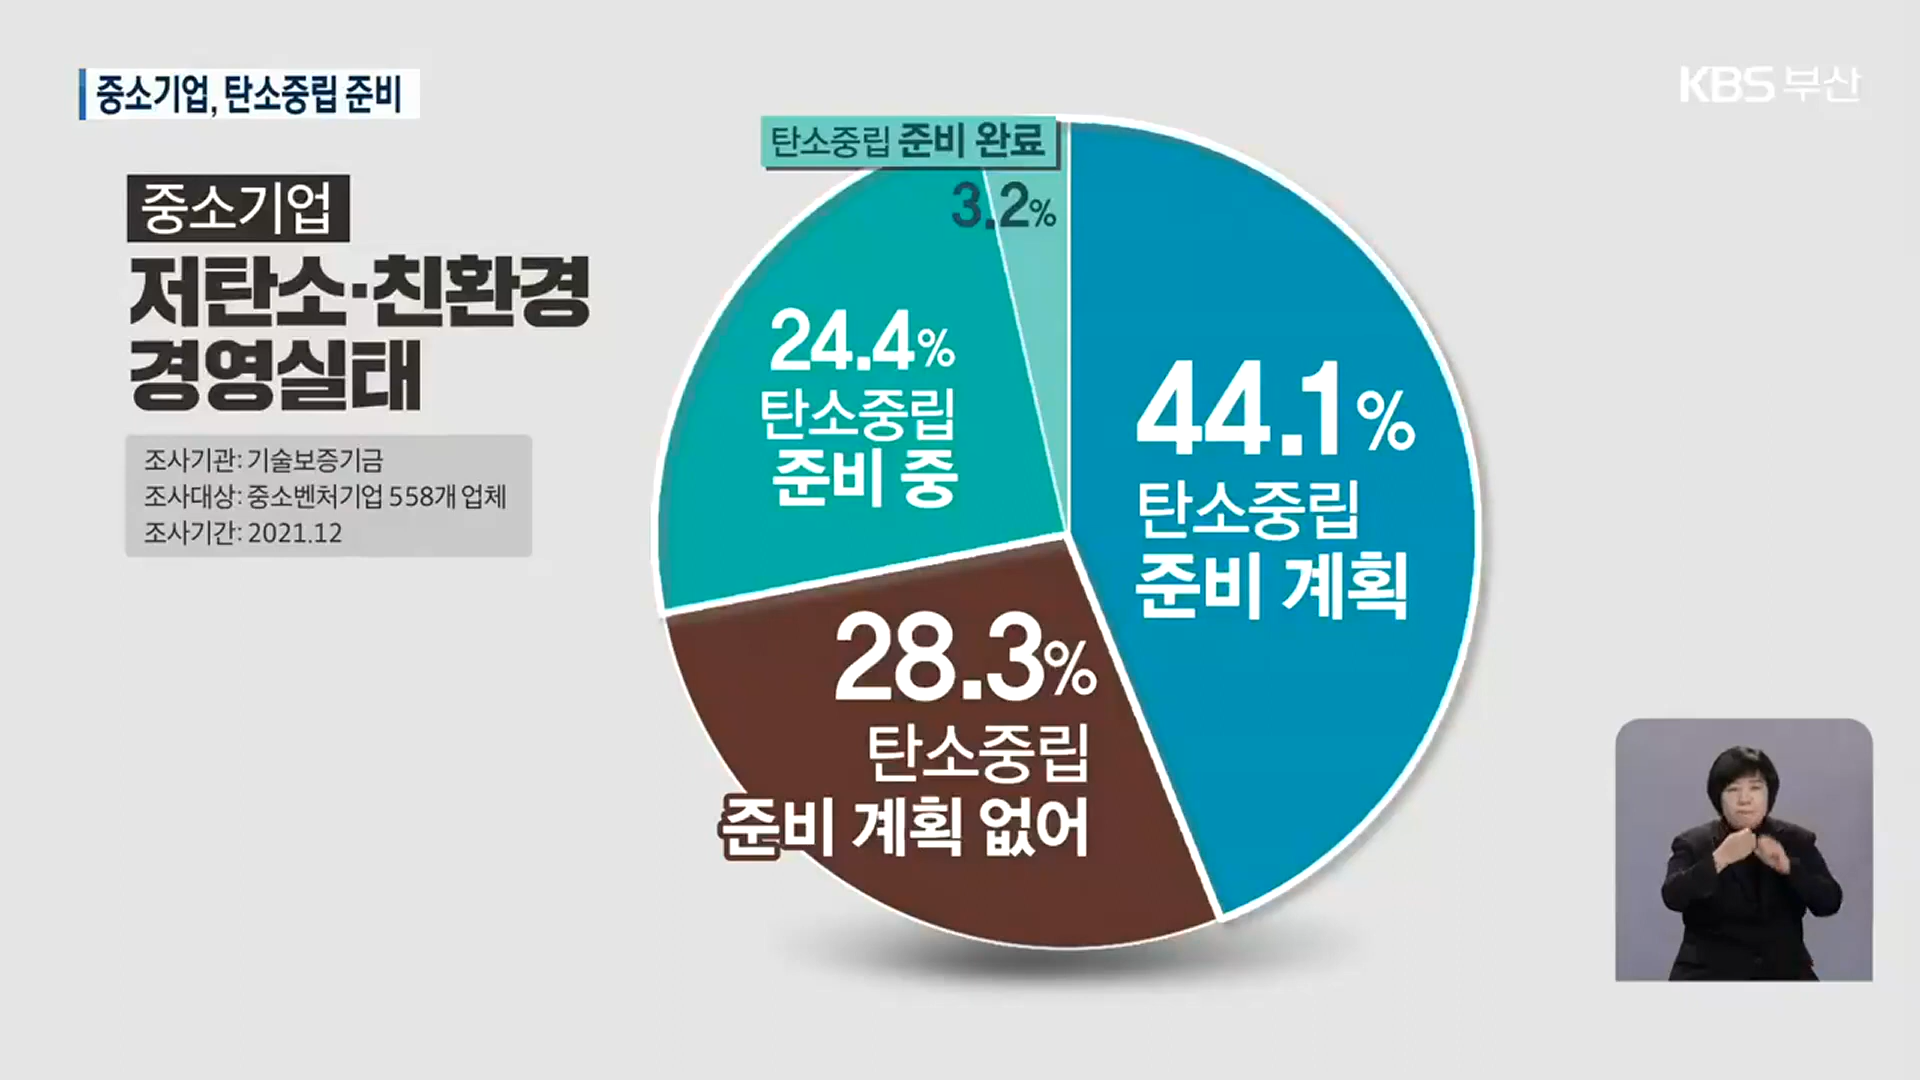 중소기업, 탄소중립 준비
KBS 부산
중소기업
저탄소·친환경
경영실태
조사기관: 기술보증기금
조사대상: 중소벤처기업 558개 업체
조사기간: 2021.12
탄소중립 준비 완료
3.2%
24.4%
탄소중립
준비 중
44.1%
탄소중립
준비 계획
28.3%
탄소중립
준비 계획 없어